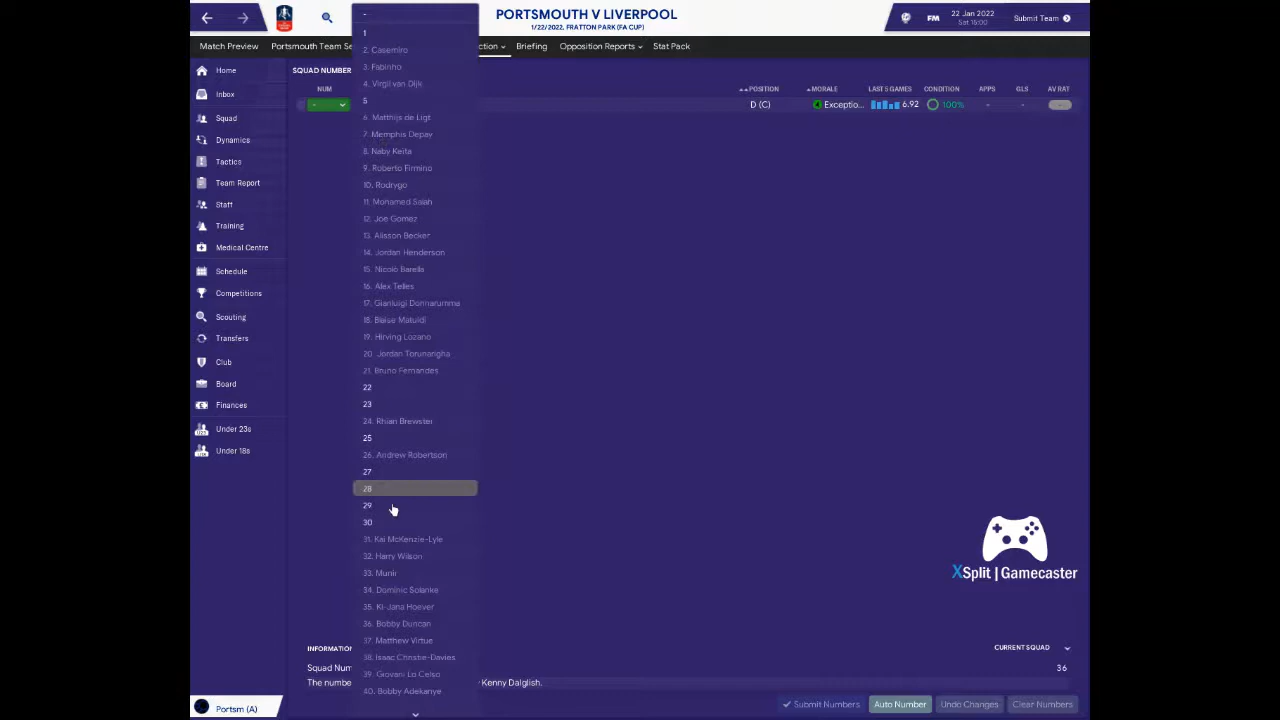 PORTSMOUTH V LIVERPOOL
1/22/2022, FRATTON PARK (FA CUP)
FM
22 Jan 2022
Sat 15:00
Submit Team
Match Preview
Portsmouth Team Se
ction
Briefing
Opposition Reports
Stat Pack
Home
Inbox
Squad
Dynamics
Tactics
Team Report
Staff
Training
Medical Centre
Schedule
Competitions
Scouting
Transfers
Club
Board
Finances
Under 23s
Under 18s
Portsm (A)
SQUAD NUMBER
NUM
-
-
1
2. Casemiro
3. Fabinho
4. Virgil van Dijk
5
6. Matthijs de Ligt
7. Memphis Depay
8. Naby Keita
9. Roberto Firmino
10. Rodrygo
11. Mohamed Salah
12. Joe Gomez
13. Alisson Becker
14. Jordan Henderson
15. Nicolò Barella
16. Alex Telles
17. Gianluigi Donnarumma
18. Blaise Matuidi
19. Hirving Lozano
20. Jordan Torunarigha
21. Bruno Fernandes
22
23
24. Rhian Brewster
25
26. Andrew Robertson
27
28
29
30
31. Kai McKenzie-Lyle
32. Harry Wilson
33. Munir
34. Dominic Solanke
35. Ki-Jana Hoever
36. Bobby Duncan
37. Matthew Virtue
38. Isaac Christie-Davies
39. Giovani Lo Celso
40. Bobby Adekanye
POSITION MORALE LAST 5 GAMES CONDITION APPS GLS AV RAT
D (C) Exceptio... 6.92 100% - - -
XSplit | Gamecaster
INFORMATION
CURRENT SQUAD
Squad Num
36
The numbe
Kenny Dalglish.
Submit Numbers
Auto Number
Undo Changes
Clear Numbers